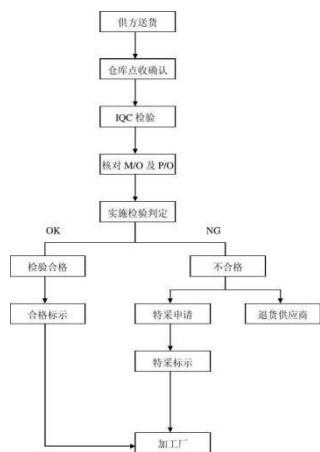 供方送货
仓库点收确认
IQC 检验
核对 M/O 及 P/O
实施检验判定
OK
NG
检验合格
不合格
合格标示
特采申请
退货供应商
特采标示
加工厂